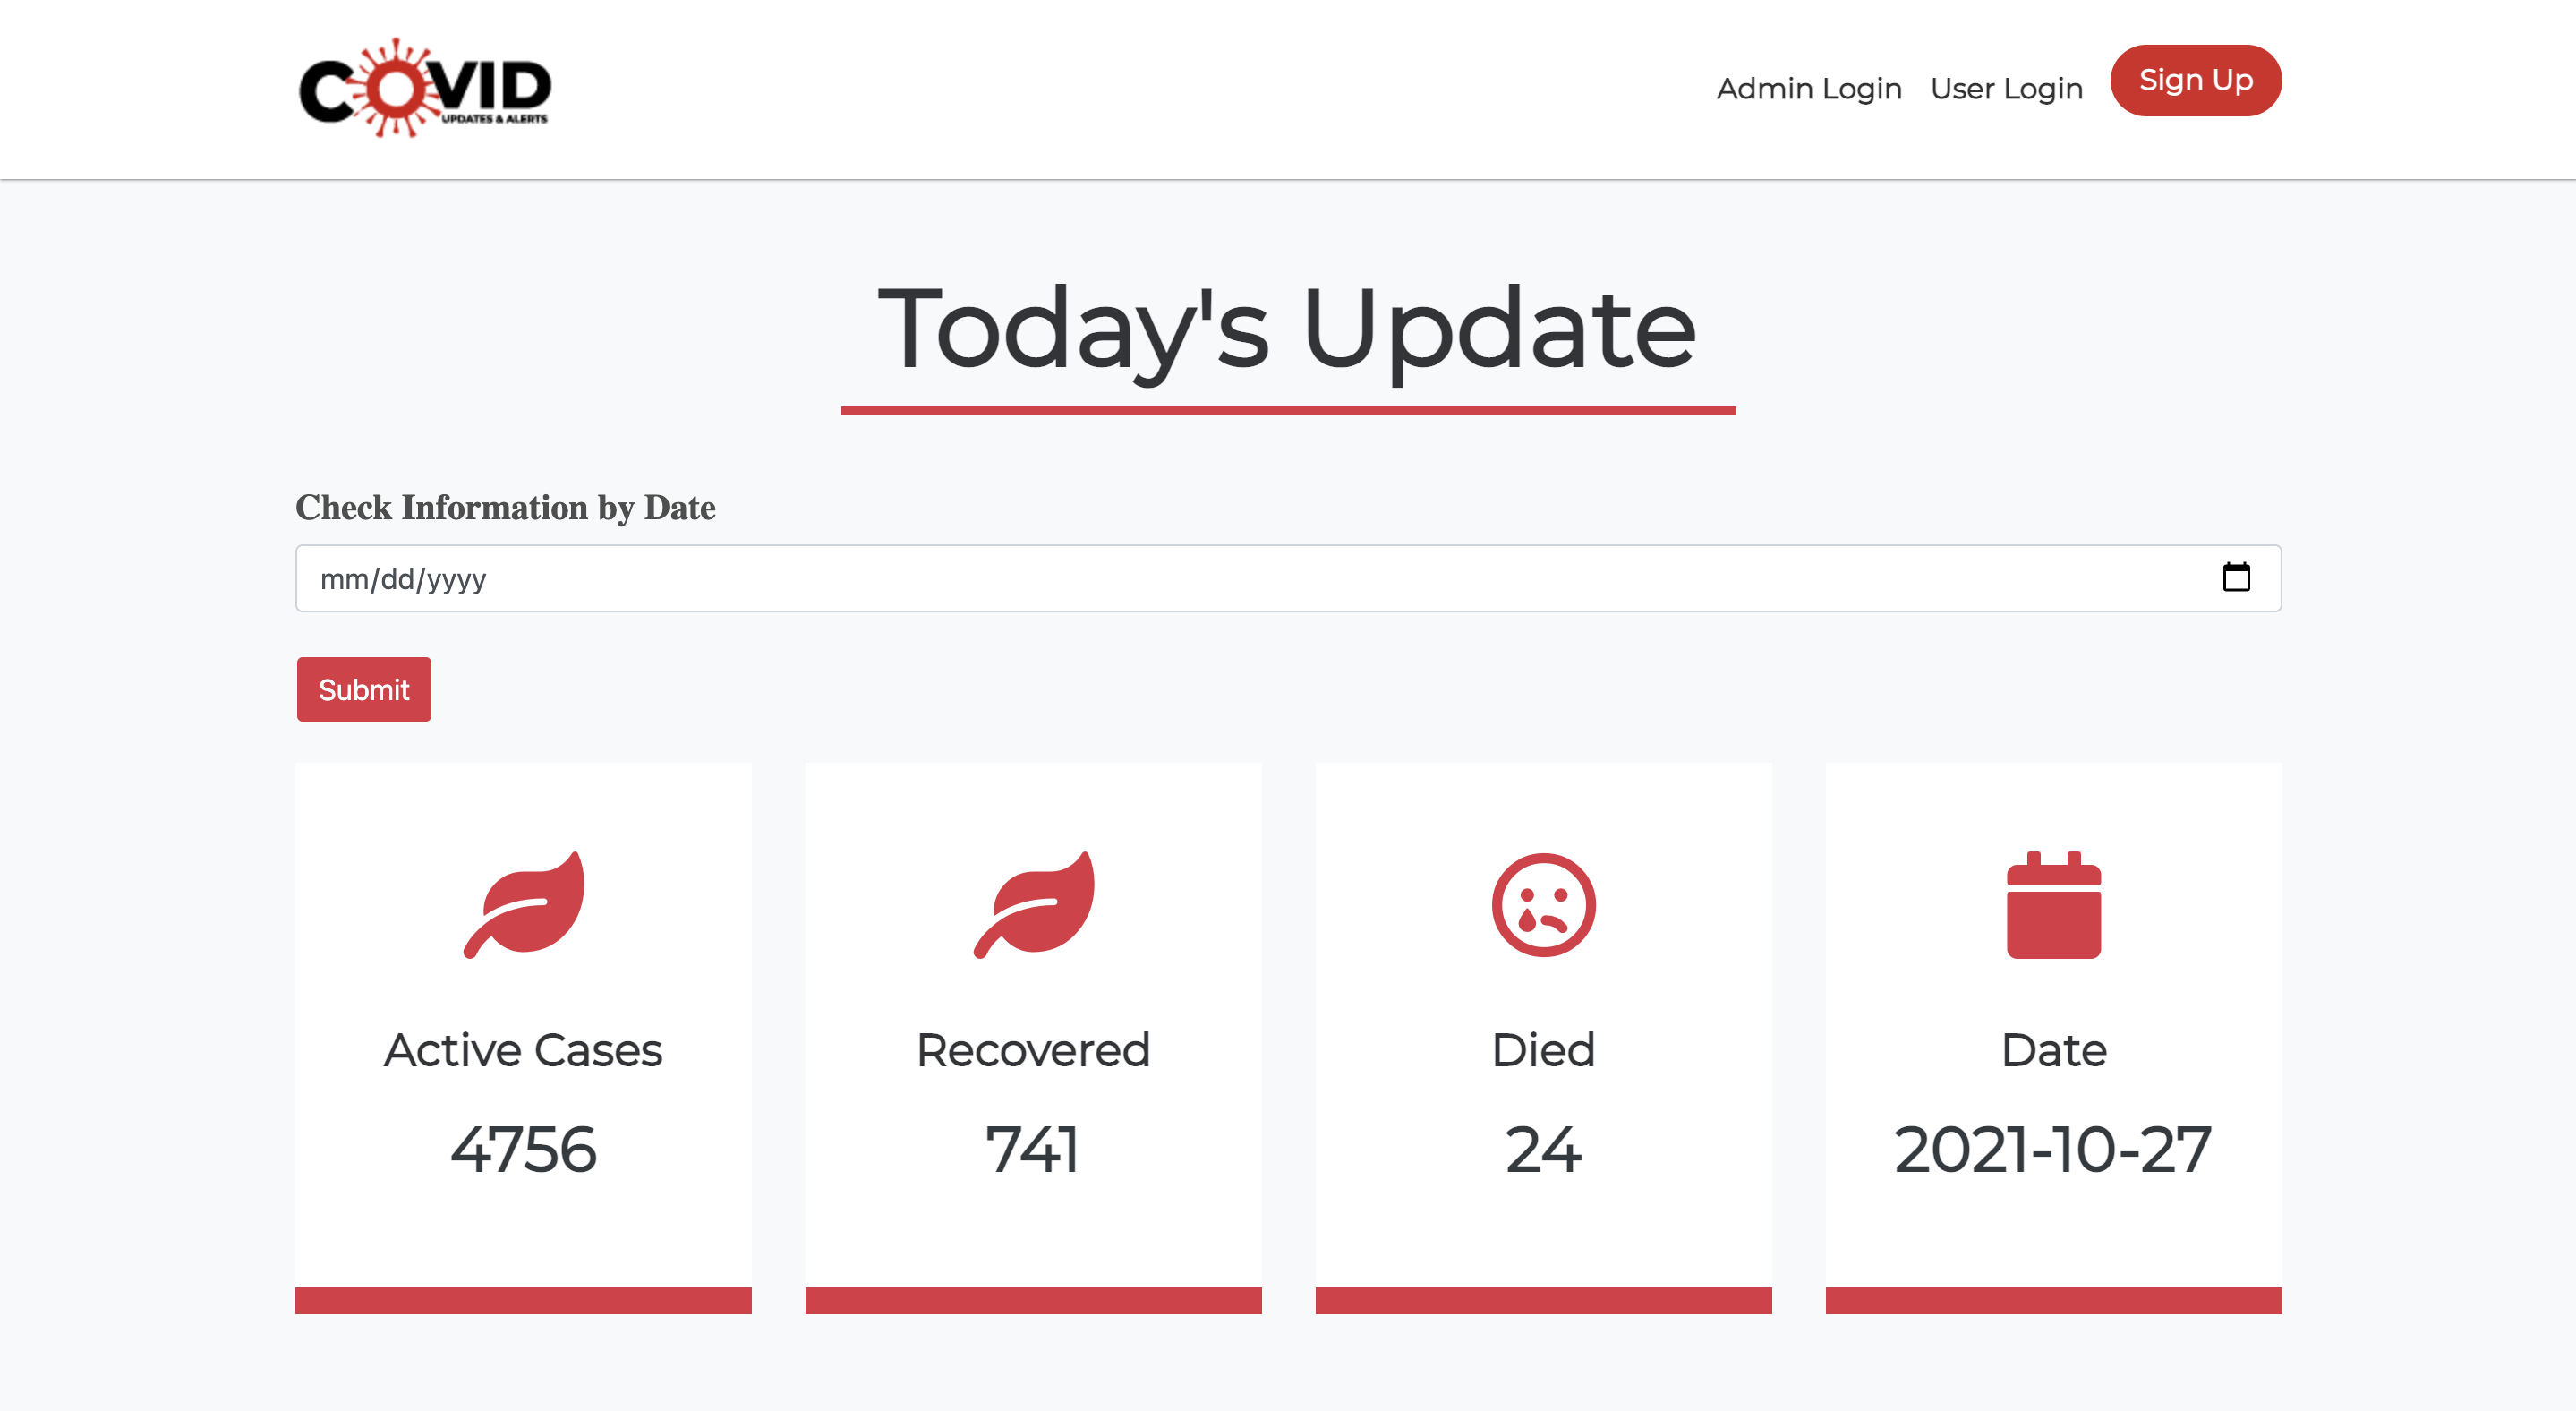 COVID
UPDATES & ALERTS
Admin Login
User Login
Sign Up
Today's Update
Check Information by Date
mm/dd/yyyy
Submit
Active Cases
4756
Recovered
741
Died
24
Date
2021-10-27